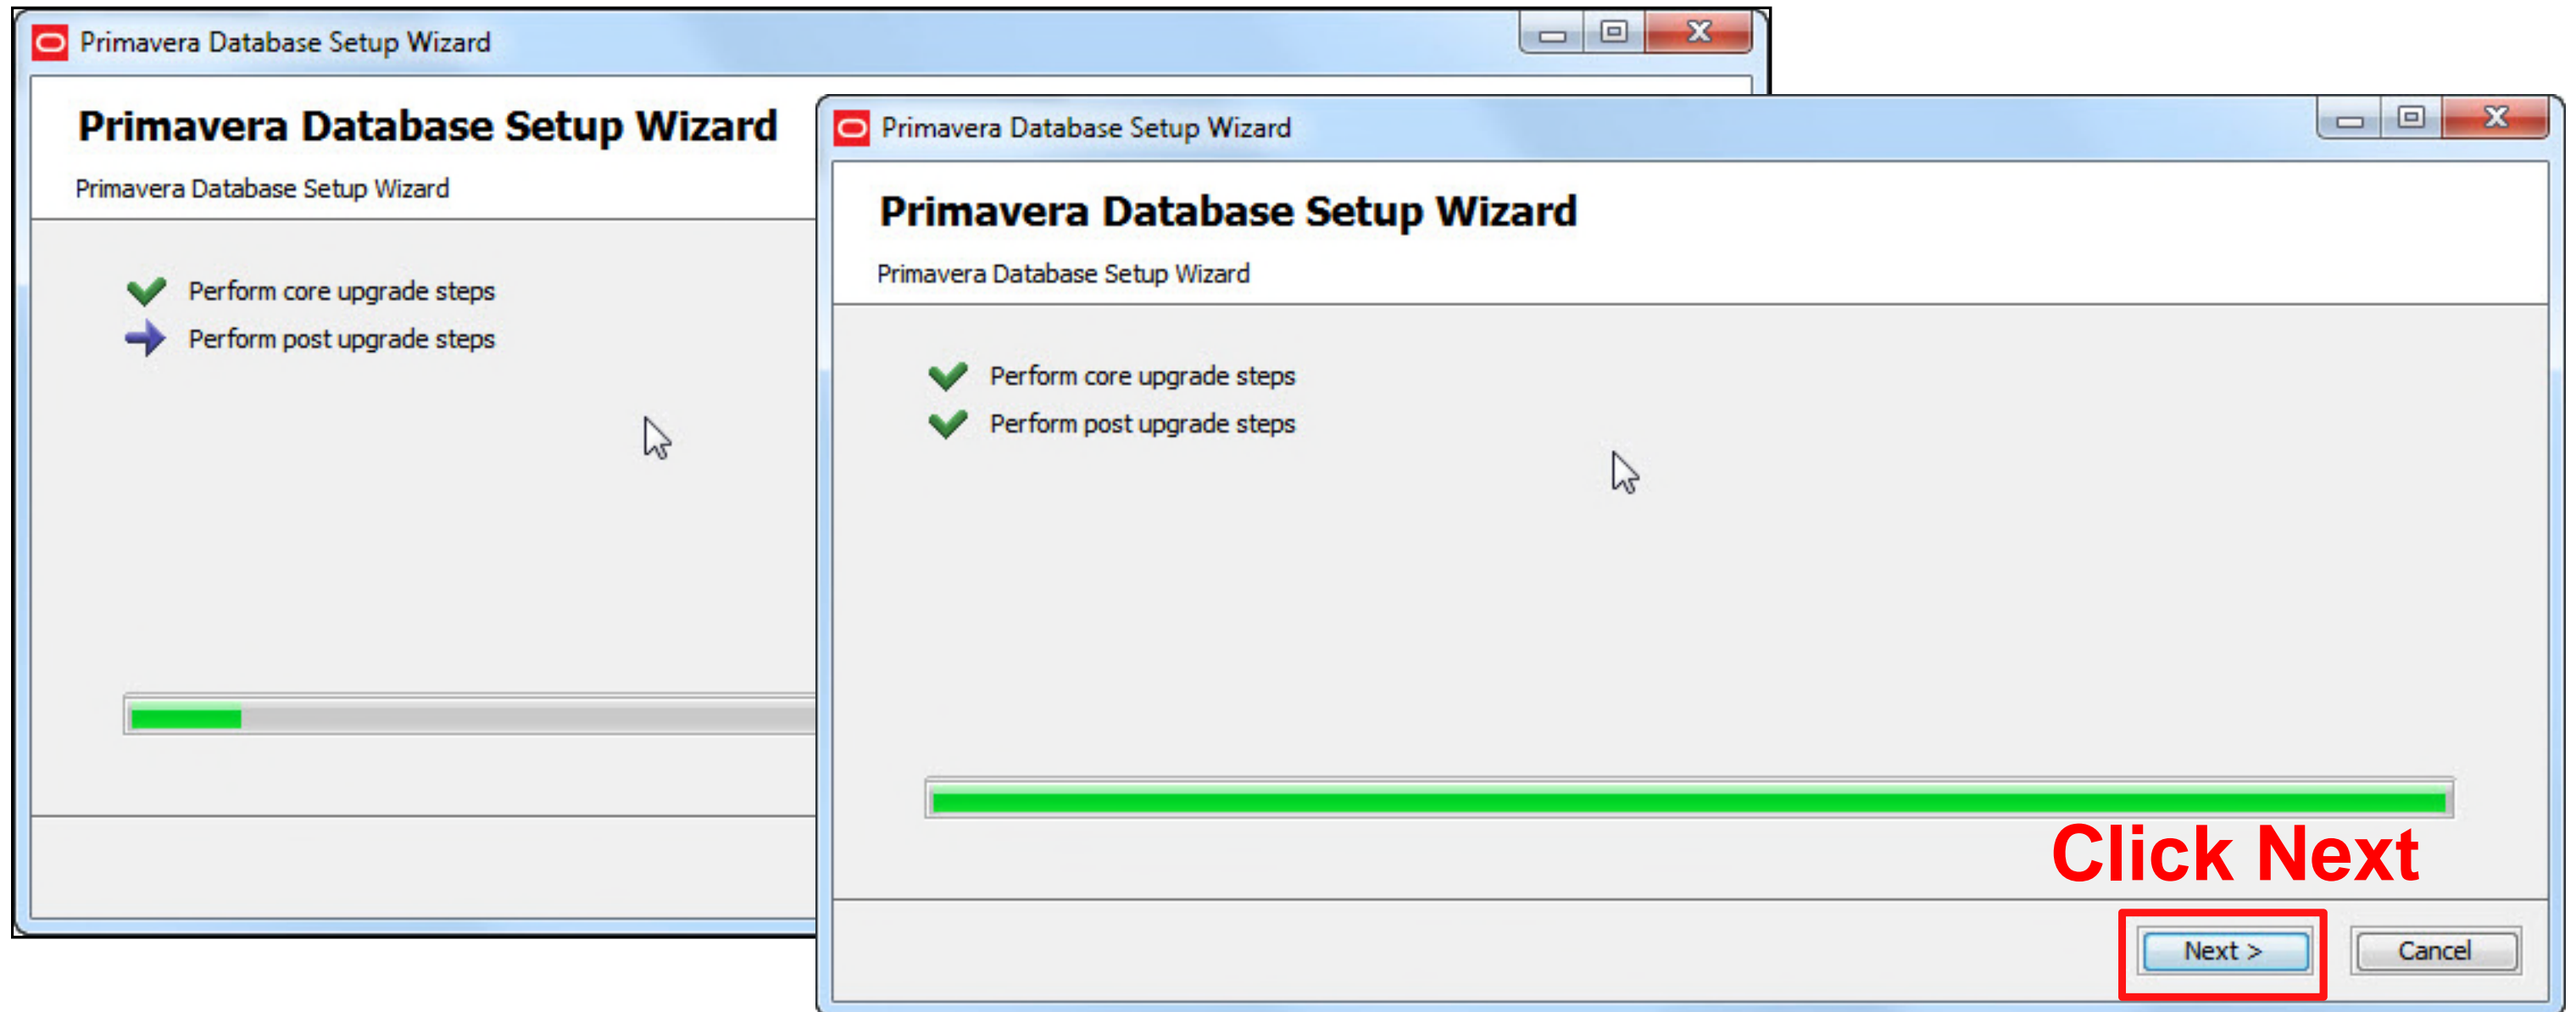 Primavera Database Setup Wizard
Primavera Database Setup Wizard
Primavera Database Setup Wizard
Perform core upgrade steps
Perform post upgrade steps
Primavera Database Setup Wizard
Primavera Database Setup Wizard
Primavera Database Setup Wizard
Perform core upgrade steps
Perform post upgrade steps
Click Next
Next >
Cancel